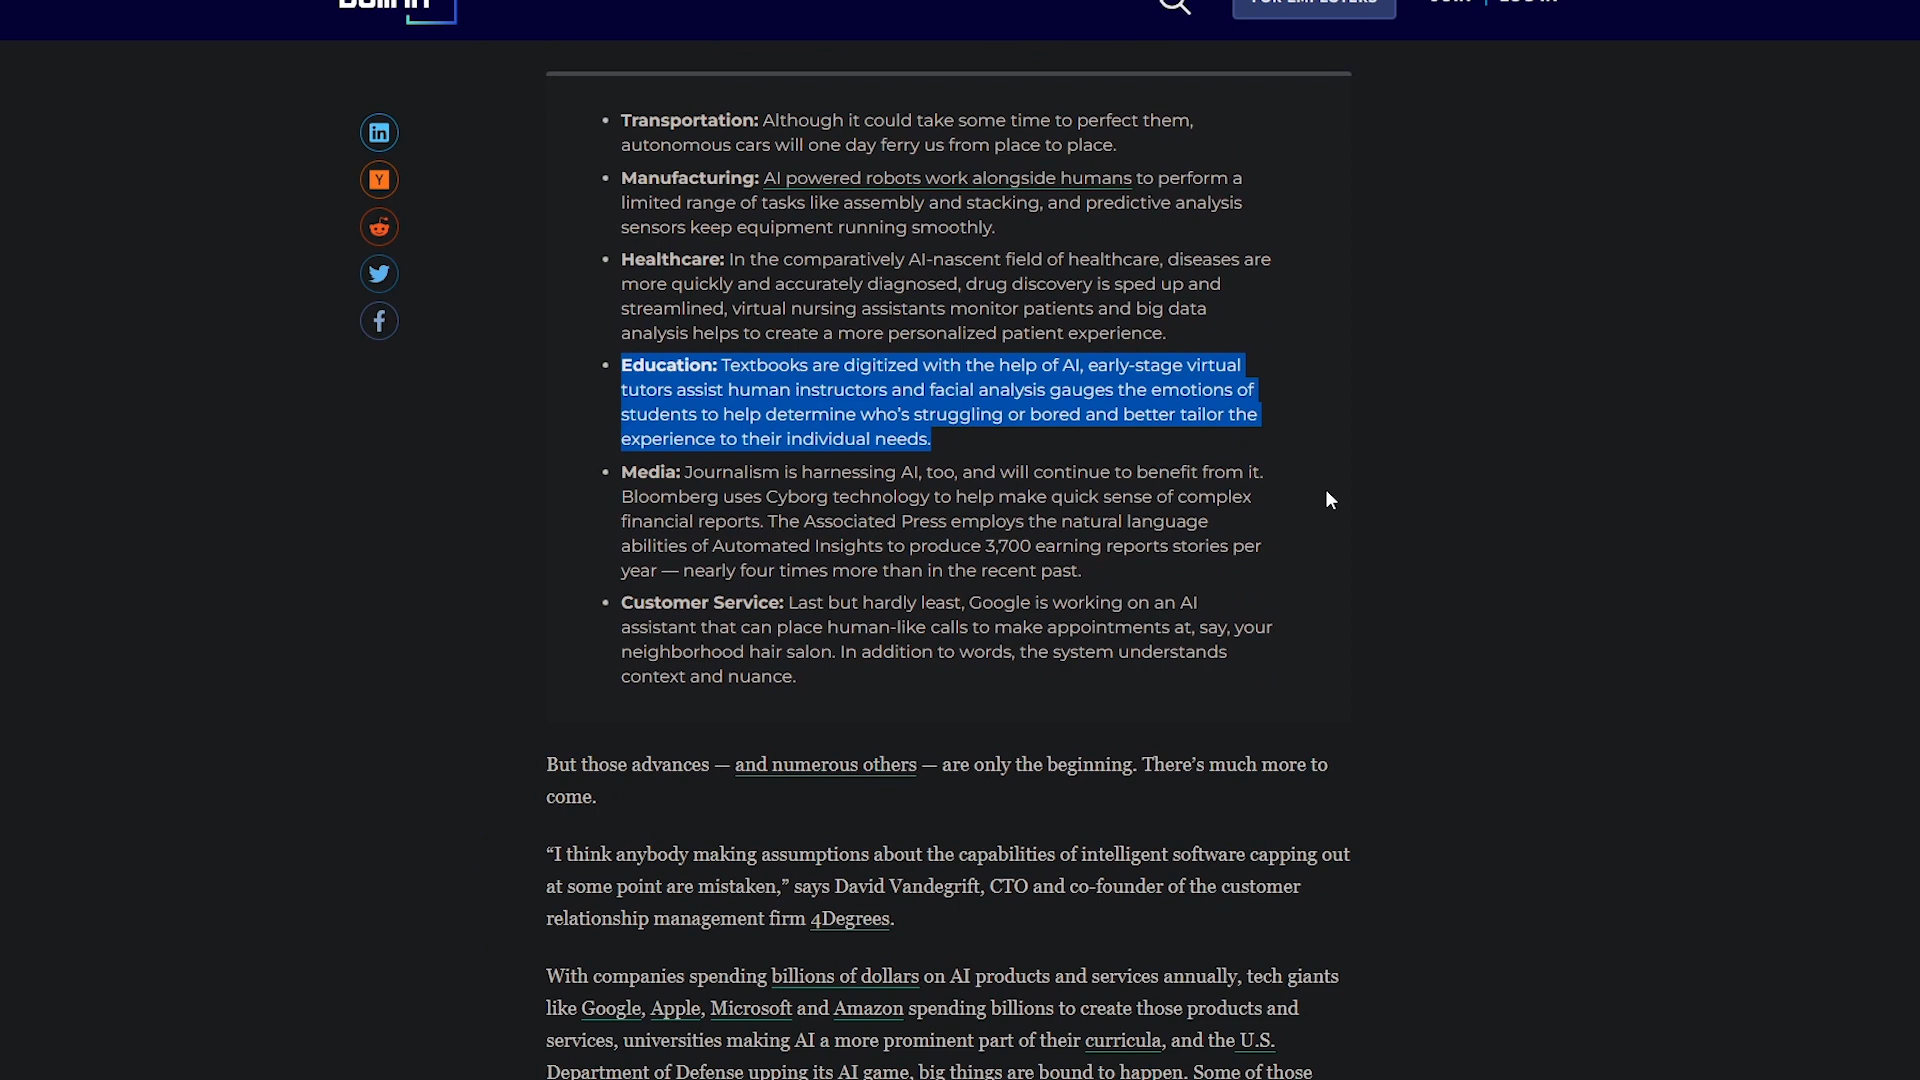 Transportation: Although it could take some time to perfect them,
autonomous cars will one day ferry us from place to place.
Manufacturing: AI powered robots work alongside humans to perform a
limited range of tasks like assembly and stacking, and predictive analysis
sensors keep equipment running smoothly.
Healthcare: In the comparatively AI-nascent field of healthcare, diseases are
more quickly and accurately diagnosed, drug discovery is sped up and
streamlined, virtual nursing assistants monitor patients and big data
analysis helps to create a more personalized patient experience.
Education: Textbooks are digitized with the help of AI, early-stage virtual
tutors assist human instructors and facial analysis gauges the emotions of
students to help determine who's struggling or bored and better tailor the
experience to their individual needs.
Media: Journalism is harnessing AI, too, and will continue to benefit from it.
Bloomberg uses Cyborg technology to help make quick sense of complex
financial reports. The Associated Press employs the natural language
abilities of Automated Insights to produce 3,700 earning reports stories per
year — nearly four times more than in the recent past.
Customer Service: Last but hardly least, Google is working on an AI
assistant that can place human-like calls to make appointments at, say, your
neighborhood hair salon. In addition to words, the system understands
context and nuance.
But those advances — and numerous others — are only the beginning. There's much more to
come.
“I think anybody making assumptions about the capabilities of intelligent software capping out
at some point are mistaken,” says David Vandegrift, CTO and co-founder of the customer
relationship management firm 4Degrees.
With companies spending billions of dollars on AI products and services annually, tech giants
like Google, Apple, Microsoft and Amazon spending billions to create those products and
services, universities making AI a more prominent part of their curricula, and the U.S.
Department of Defense upping its AI game, big things are bound to happen. Some of those